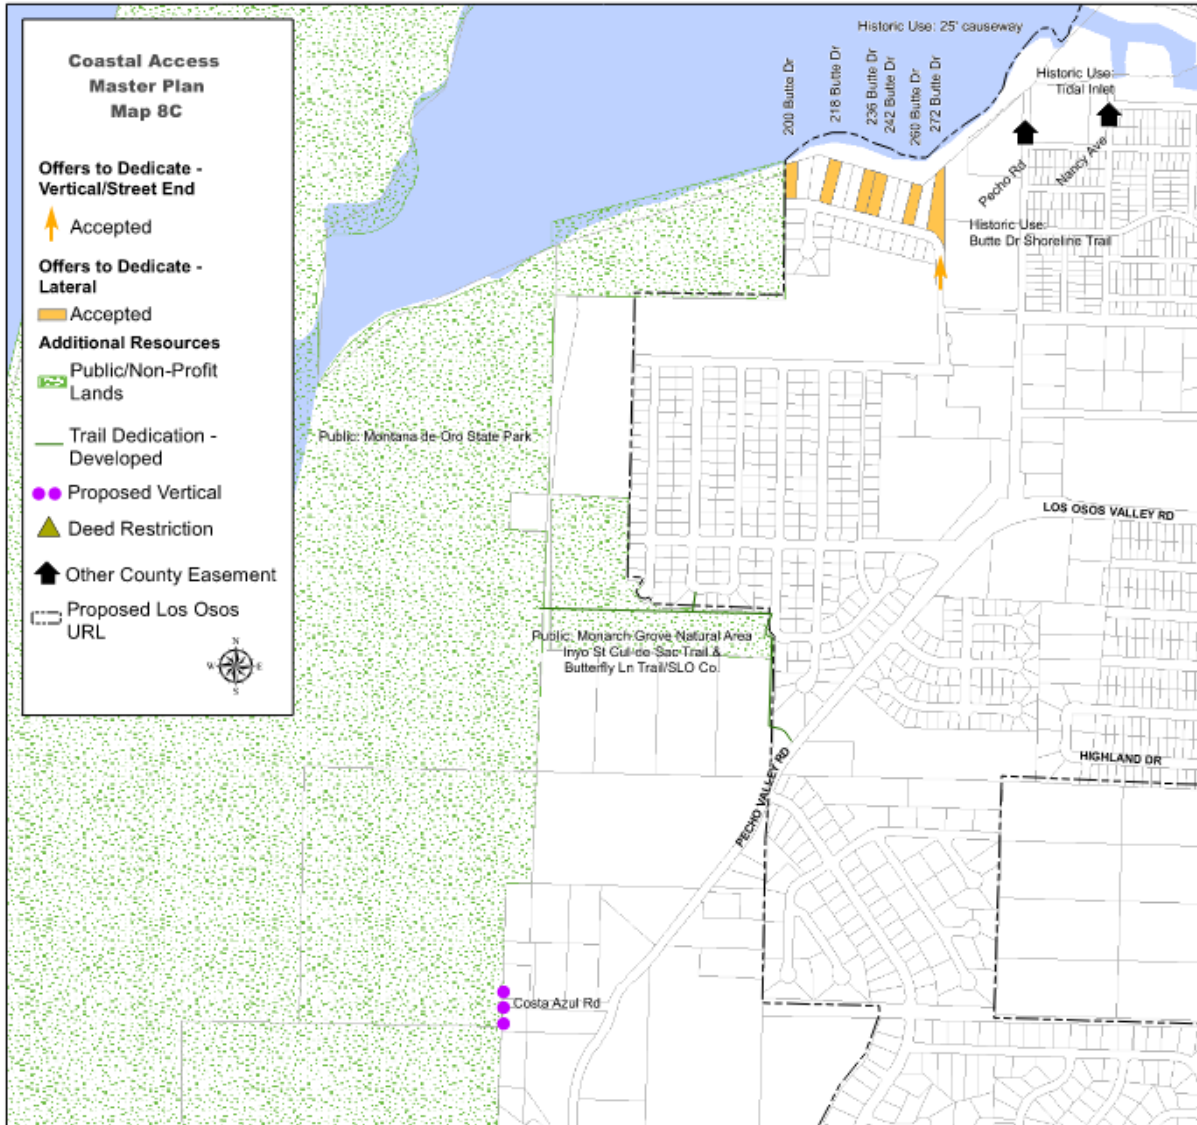 Coastal Access
Master Plan
Map 8C
Offers to Dedicate -
Vertical/Street End
Accepted
Offers to Dedicate -
Lateral
Accepted
Additional Resources
Public/Non-Profit
Lands
Trail Dedication -
Developed
Proposed Vertical
Deed Restriction
Other County Easement
Proposed Los Osos
URL
N
W
E
S
Historic Use: 25' causeway
200 Butte Dr
218 Butte Dr
236 Butte Dr
242 Butte Dr
260 Butte Dr
272 Butte Dr
Historic Use:
Tidal Inlet
Pecho Rd
Nancy Ave
Historic Use:
Butte Dr Shoreline Trail
Public: Montana de Oro State Park
LOS OSOS VALLEY RD
Public: Monarch Grove Natural Area
Inyo St Cul-de-Sac Trail &
Butterfly Ln Trail/SLO Co.
PECHO VALLEY RD
HIGHLAND DR
Costa Azul Rd